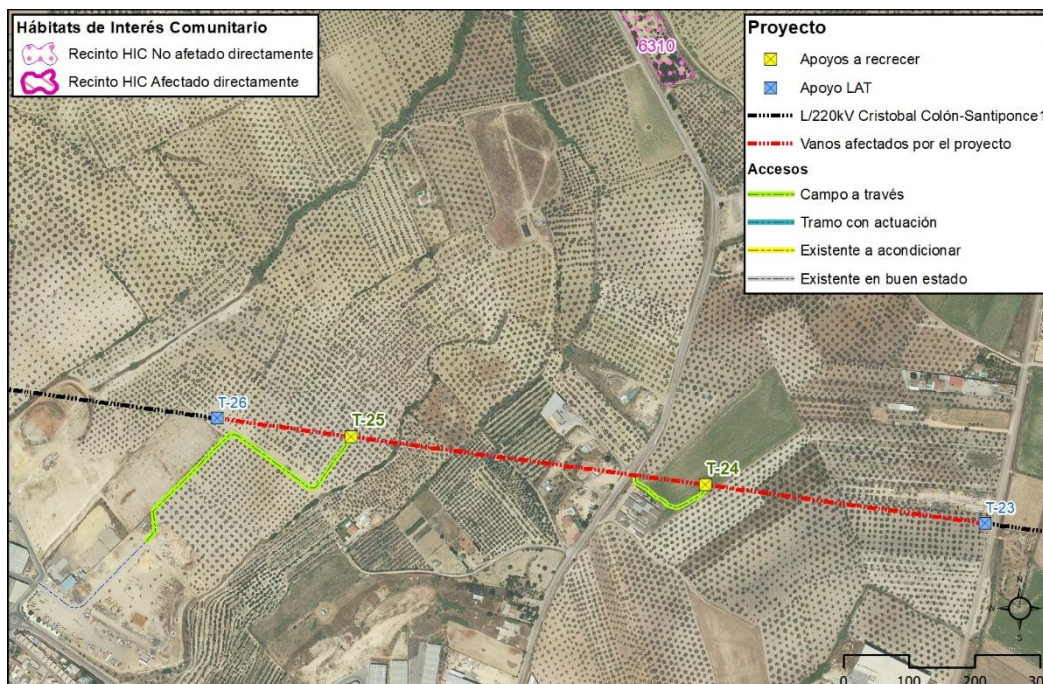 Hábitats de Interés Comunitario
Recinto HIC No afetado directamente
Recinto HIC Afectado directamente
6310
Proyecto
Apoyos a recrecer
Apoyo LAT
L/220kV Cristobal Colón-Santiponce1
Vanos afectados por el proyecto
Accesos
Campo a través
Tramo con actuación
Existente a acondicionar
Existente en buen estado
T-26
T-25
T-24
T-23
N
W
S
0 100 200 30